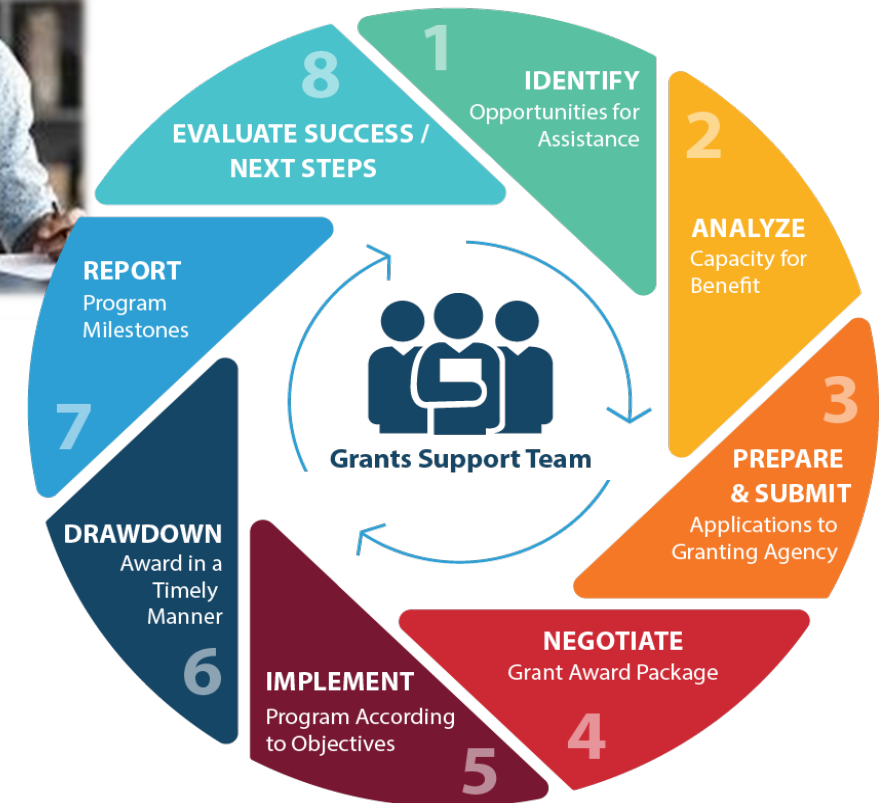 1
IDENTIFY
Opportunities for
Assistance
2
ANALYZE
Capacity for
Benefit
3
PREPARE
& SUBMIT
Applications to
Granting Agency
4
NEGOTIATE
Grant Award Package
5
IMPLEMENT
Program According
to Objectives
6
DRAWDOWN
Award in a
Timely
Manner
7
REPORT
Program
Milestones
8
EVALUATE SUCCESS /
NEXT STEPS
Grants Support Team